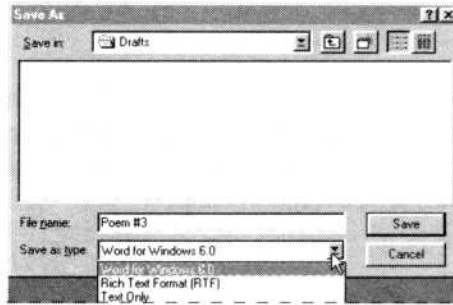 Save As
Save in: Drafts
File name: Poem #3 Save
Save as type: Word for Windows 6.0 Cancel
Word for Windows 6.0
Rich Text Format (RTF)
Text Only